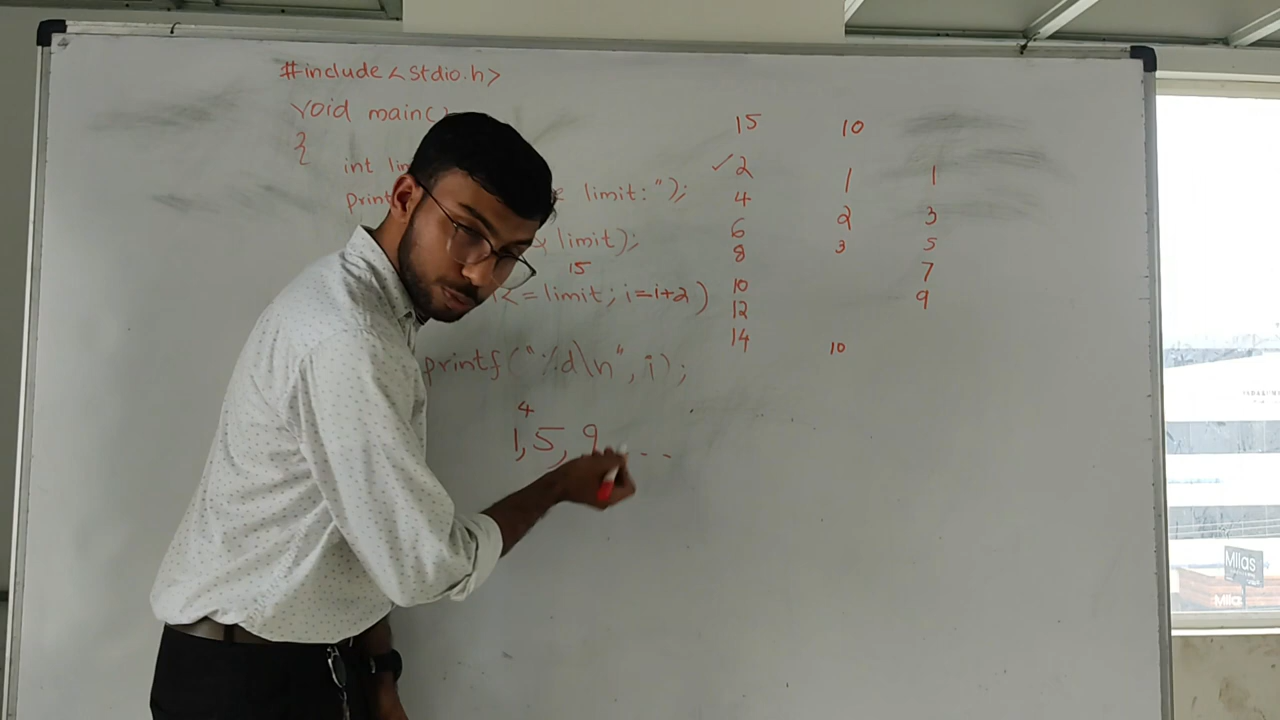 #include<stdio.h>
void main()
{
int
limit:");
limit);
15
=limit; i=i+2)
printf("%d\n", i);
4
1, 5, 9 . .
15
✓2
4
6
8
10
12
14
10
1
2
3
10
1
3
5
7
9
Milas